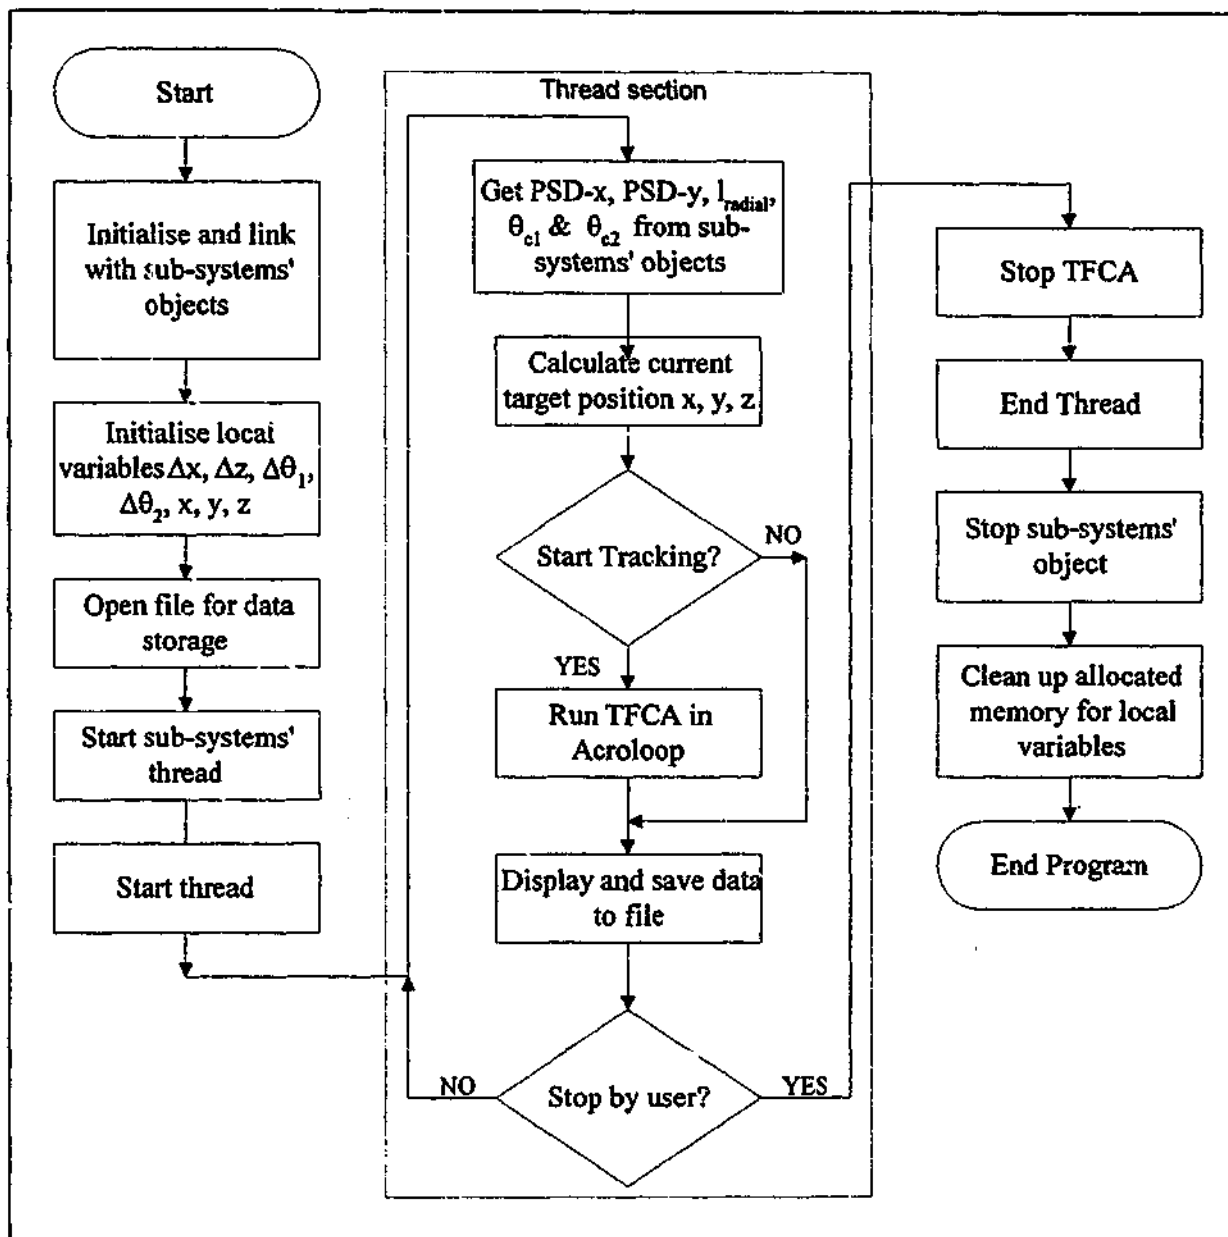 Start
Initialise and link
with sub-systems'
objects
Initialise local
variables Δx, Δz, Δθ₁,
Δθ₂, x, y, z
Open file for data
storage
Start sub-systems'
thread
Start thread
Thread section
Get PSD-x, PSD-y, l_radial,
θ_c1 & θ_c2 from sub-
systems' objects
Calculate current
target position x, y, z
Start Tracking?
NO
YES
Run TFCA in
Acroloop
Display and save data
to file
Stop by user?
NO
YES
Stop TFCA
End Thread
Stop sub-systems'
object
Clean up allocated
memory for local
variables
End Program